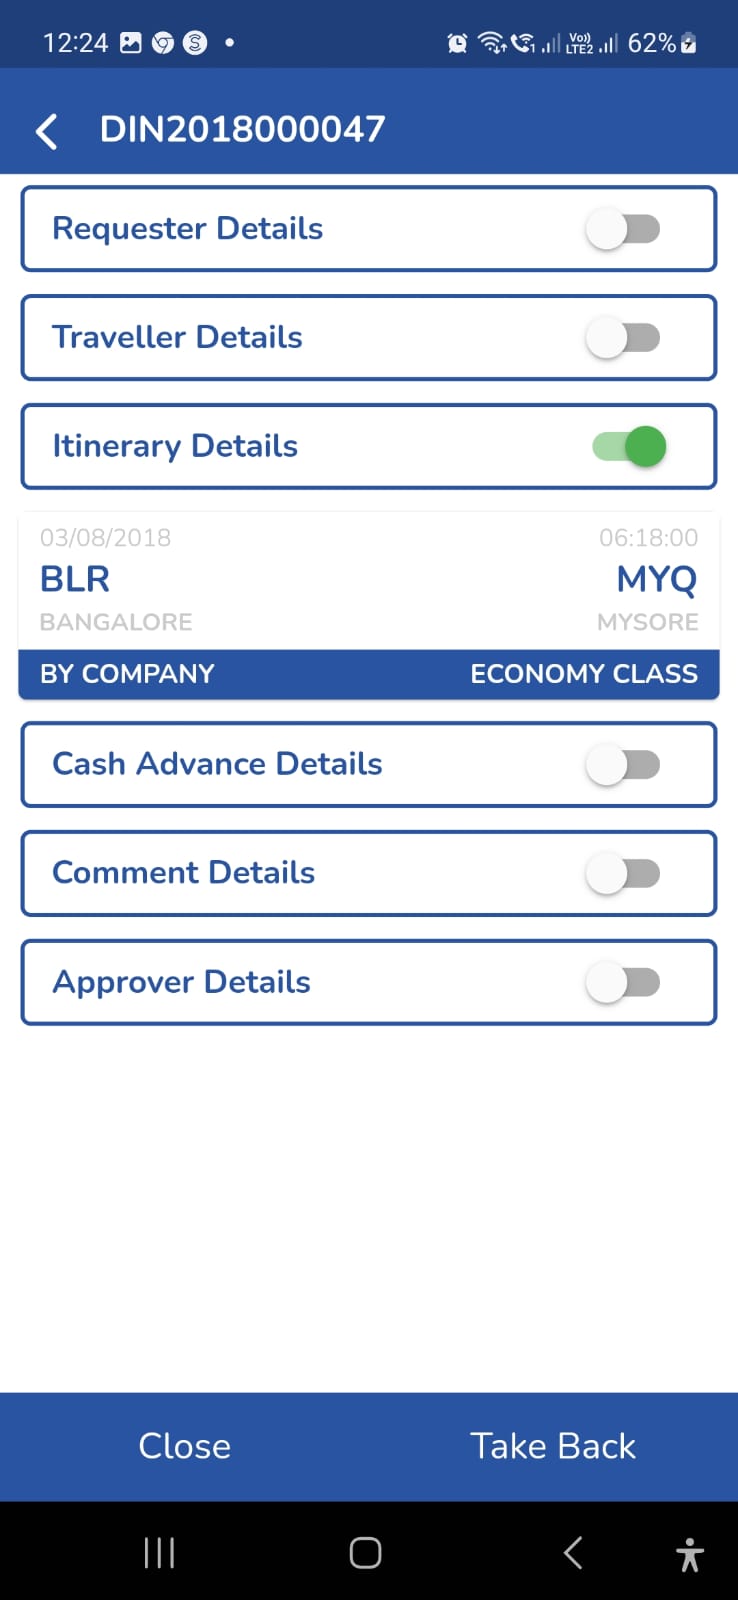 12:24 Vo)) LTE2 62%
DIN2018000047
Requester Details
Traveller Details
Itinerary Details
03/08/2018 06:18:00
BLR MYQ
BANGALORE MYSORE
BY COMPANY ECONOMY CLASS
Cash Advance Details
Comment Details
Approver Details
Close Take Back